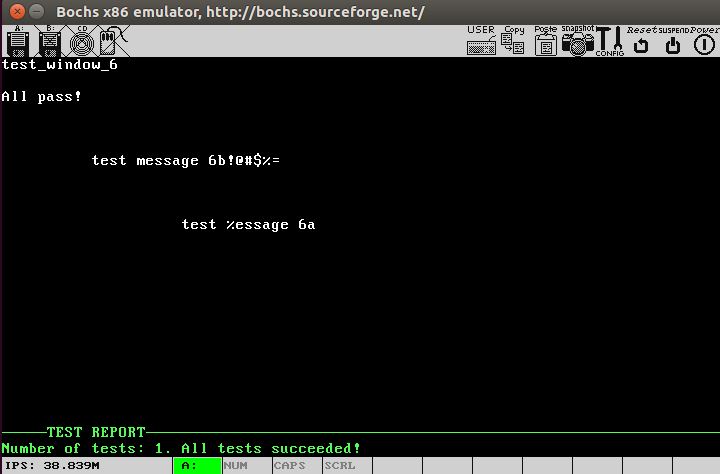 Bochs x86 emulator, http://bochs.sourceforge.net/
A: B: CD USER Copy Paste snapshot CONFIG Reset SUSPEND Power
test_window_6
All pass!
test message 6b!@#$%=
test %essage 6a
TEST REPORT
Number of tests: 1. All tests succeeded!
IPS: 38.839M A: NUM CAPS SCRL